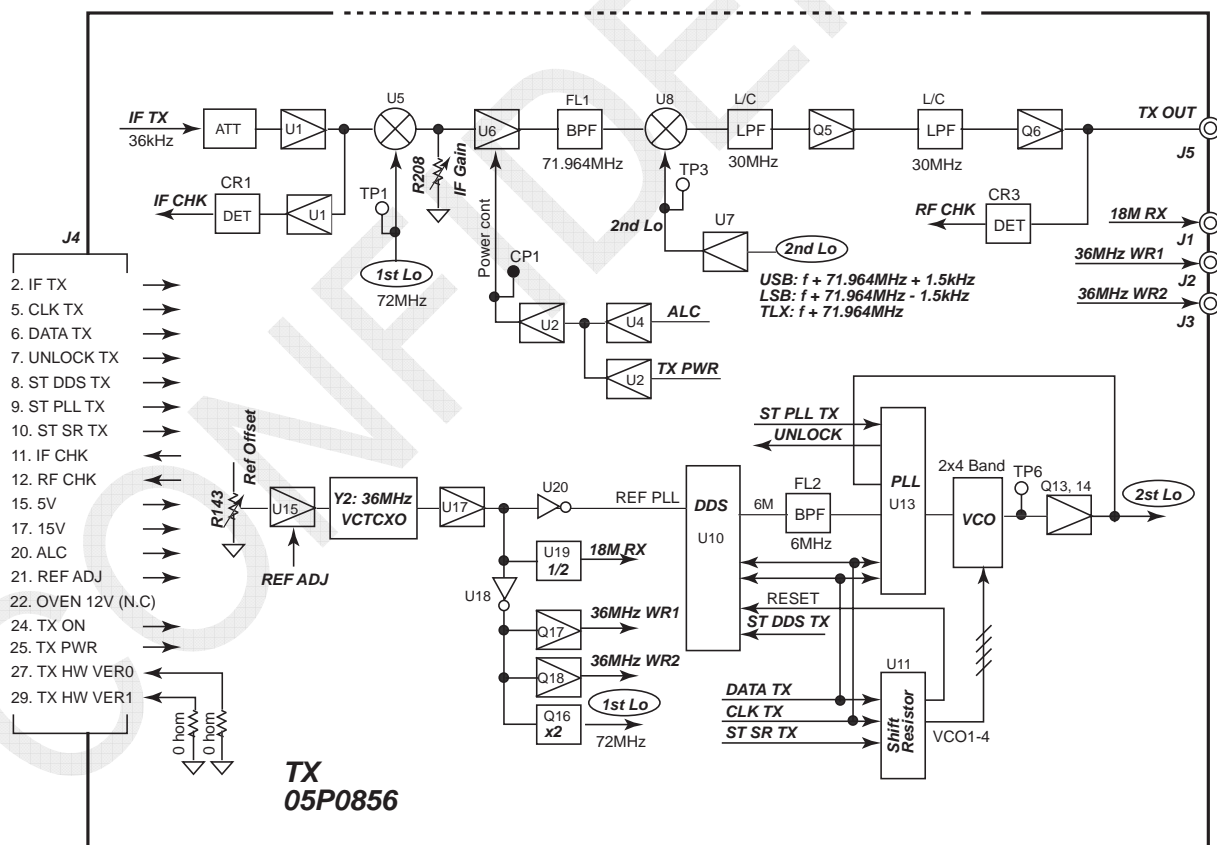 IF TX
36kHz
ATT
U1
U5
U6
FL1
BPF
71.964MHz
U8
L/C
LPF
30MHz
Q5
L/C
LPF
30MHz
Q6
TX OUT
J5
IF CHK
CR1
DET
U1
TP1
R208
IF Gain
1st Lo
72MHz
Power cont
CP1
TP3
2nd Lo
U7
2nd Lo
USB: f + 71.964MHz + 1.5kHz
LSB: f + 71.964MHz - 1.5kHz
TLX: f + 71.964MHz
RF CHK
CR3
DET
18M RX
J1
36MHz WR1
J2
36MHz WR2
J3
U2
U4
ALC
U2
TX PWR
J4
2. IF TX
5. CLK TX
6. DATA TX
7. UNLOCK TX
8. ST DDS TX
9. ST PLL TX
10. ST SR TX
11. IF CHK
12. RF CHK
15. 5V
17. 15V
20. ALC
21. REF ADJ
22. OVEN 12V (N.C)
24. TX ON
25. TX PWR
27. TX HW VER0
29. TX HW VER1
0 hom
0 hom
R143
Ref Offset
U15
REF ADJ
Y2: 36MHz
VCTCXO
U17
U20
REF PLL
U19
1/2
18M RX
U18
Q17
36MHz WR1
Q18
36MHz WR2
Q16
x2
1st Lo
72MHz
DDS
U10
6M
FL2
BPF
6MHz
ST PLL TX
UNLOCK
PLL
U13
2x4 Band
VCO
TP6
Q13, 14
2st Lo
RESET
ST DDS TX
U11
Shift
Resistor
DATA TX
CLK TX
ST SR TX
VCO1-4
TX
05P0856
CONFIDE